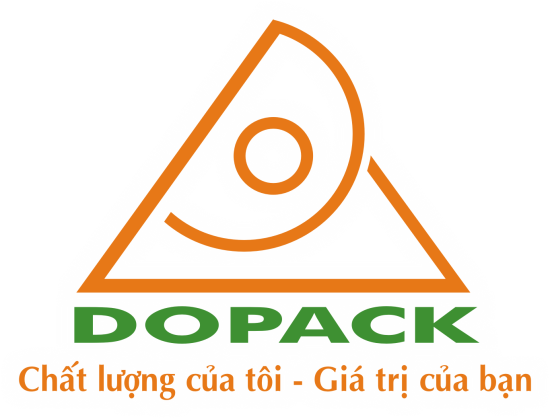 DOPACK
Chất lượng của tôi - Giá trị của bạn